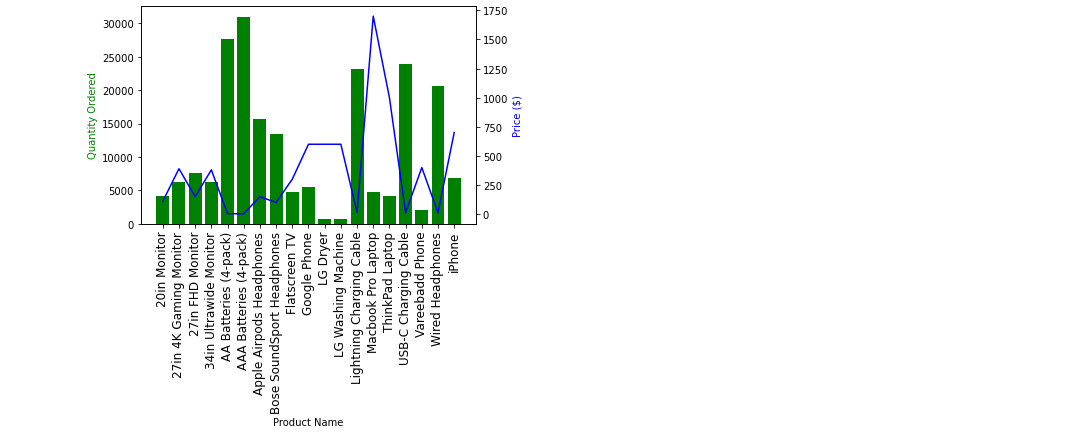 30000
25000
20000
15000
10000
5000
0
Quantity Ordered
1750
1500
1250
1000
750
500
250
0
Price ($)
20in Monitor
27in 4K Gaming Monitor
27in FHD Monitor
34in Ultrawide Monitor
AA Batteries (4-pack)
AAA Batteries (4-pack)
Apple Airpods Headphones
Bose SoundSport Headphones
Flatscreen TV
Google Phone
LG Dryer
LG Washing Machine
Lightning Charging Cable
Macbook Pro Laptop
ThinkPad Laptop
USB-C Charging Cable
Vareebadd Phone
Wired Headphones
iPhone
Product Name